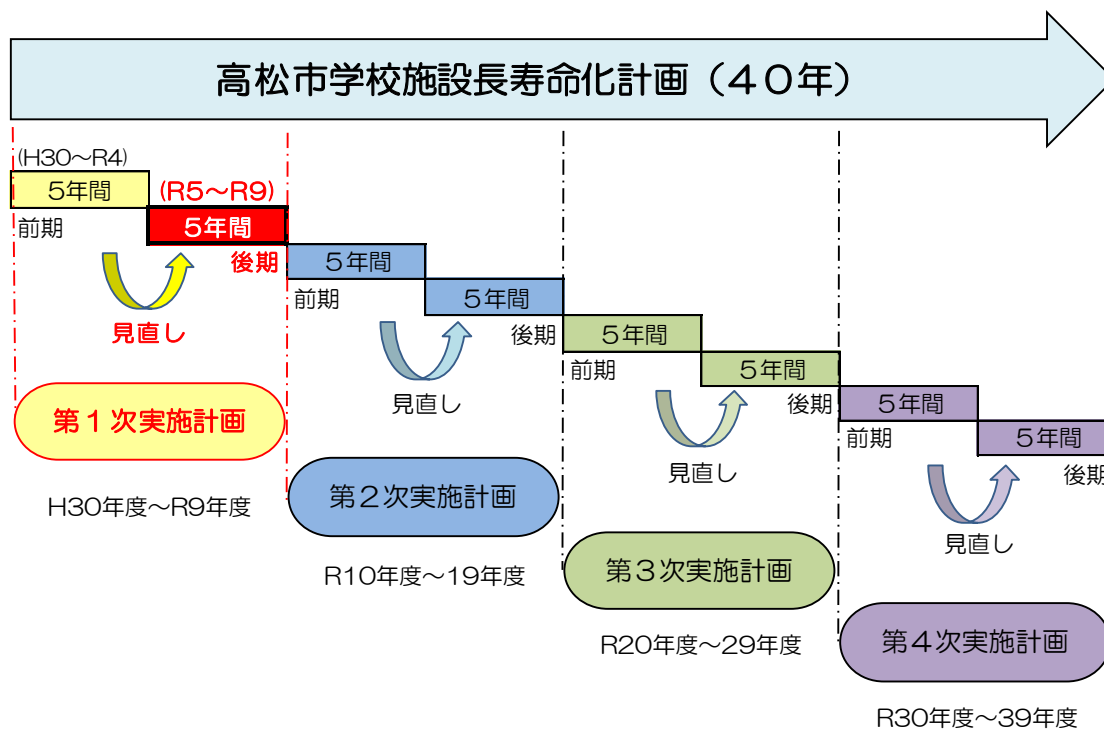 高松市学校施設長寿命化計画（４０年）
(H30～R4)
５年間
前期
(R5～R9)
５年間
後期
見直し
第１次実施計画
H30年度～R9年度
５年間
前期
５年間
後期
見直し
第２次実施計画
R10年度～19年度
５年間
前期
５年間
後期
見直し
第３次実施計画
R20年度～29年度
５年間
前期
５年間
後期
見直し
第４次実施計画
R30年度～39年度